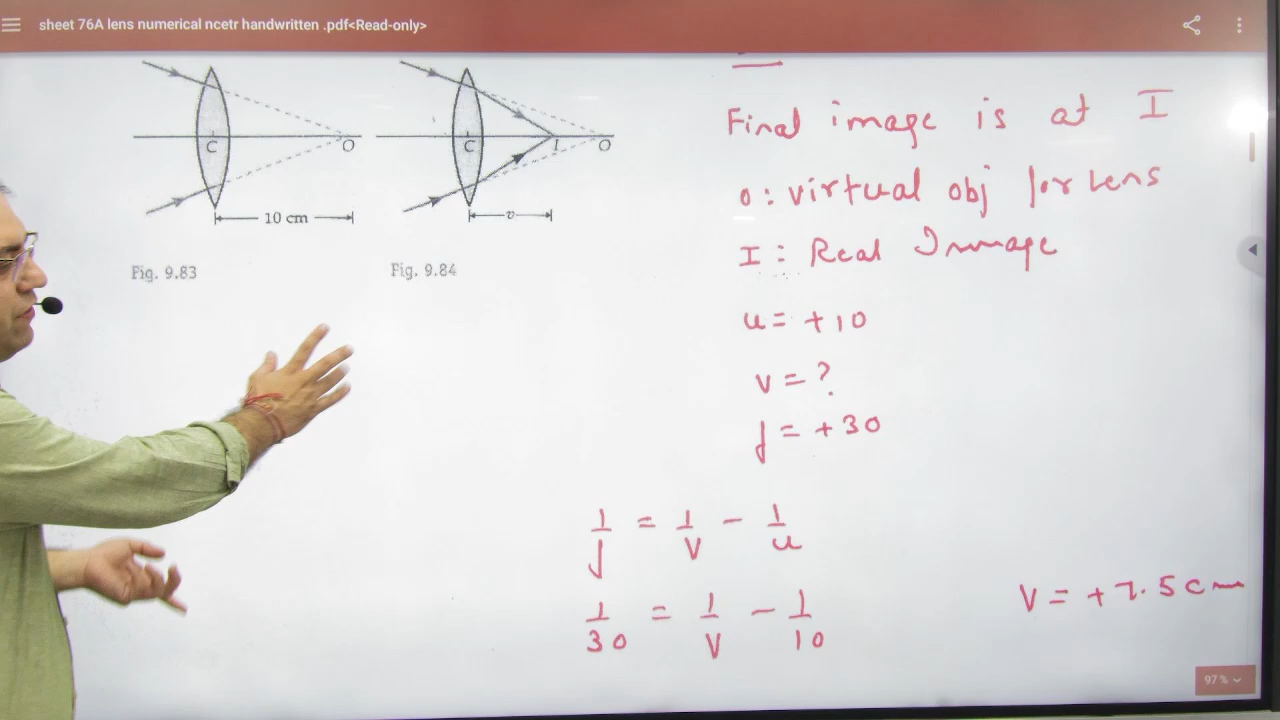 sheet 76A lens numerical ncetr handwritten .pdf<Read-only>
C
O
C
I
O
10 cm
v
Fig. 9.83
Fig. 9.84
Final image is at I
O : virtual obj for Lens
I : Real Immage
u = +10
v = ?
f = +30
1/f = 1/v - 1/u
1/30 = 1/v - 1/10
V = +7.5 cm
97%